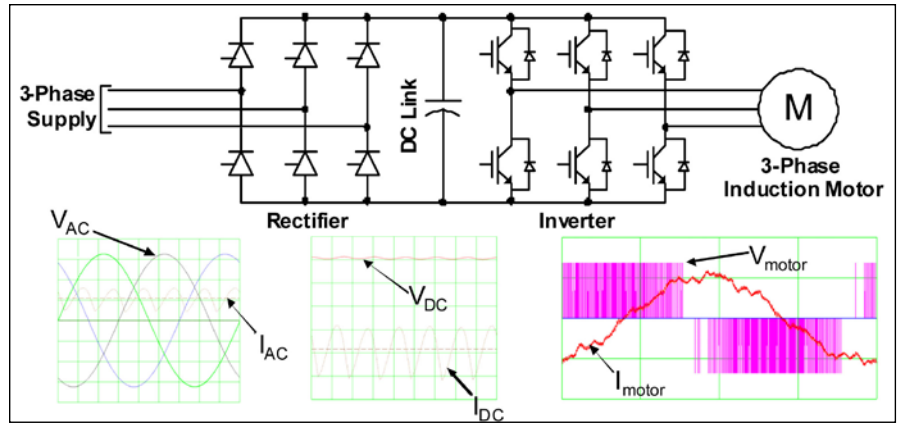 3-Phase
Supply
DC Link
M
3-Phase
Induction Motor
Rectifier
Inverter
VAC
IAC
VDC
IDC
Vmotor
Imotor